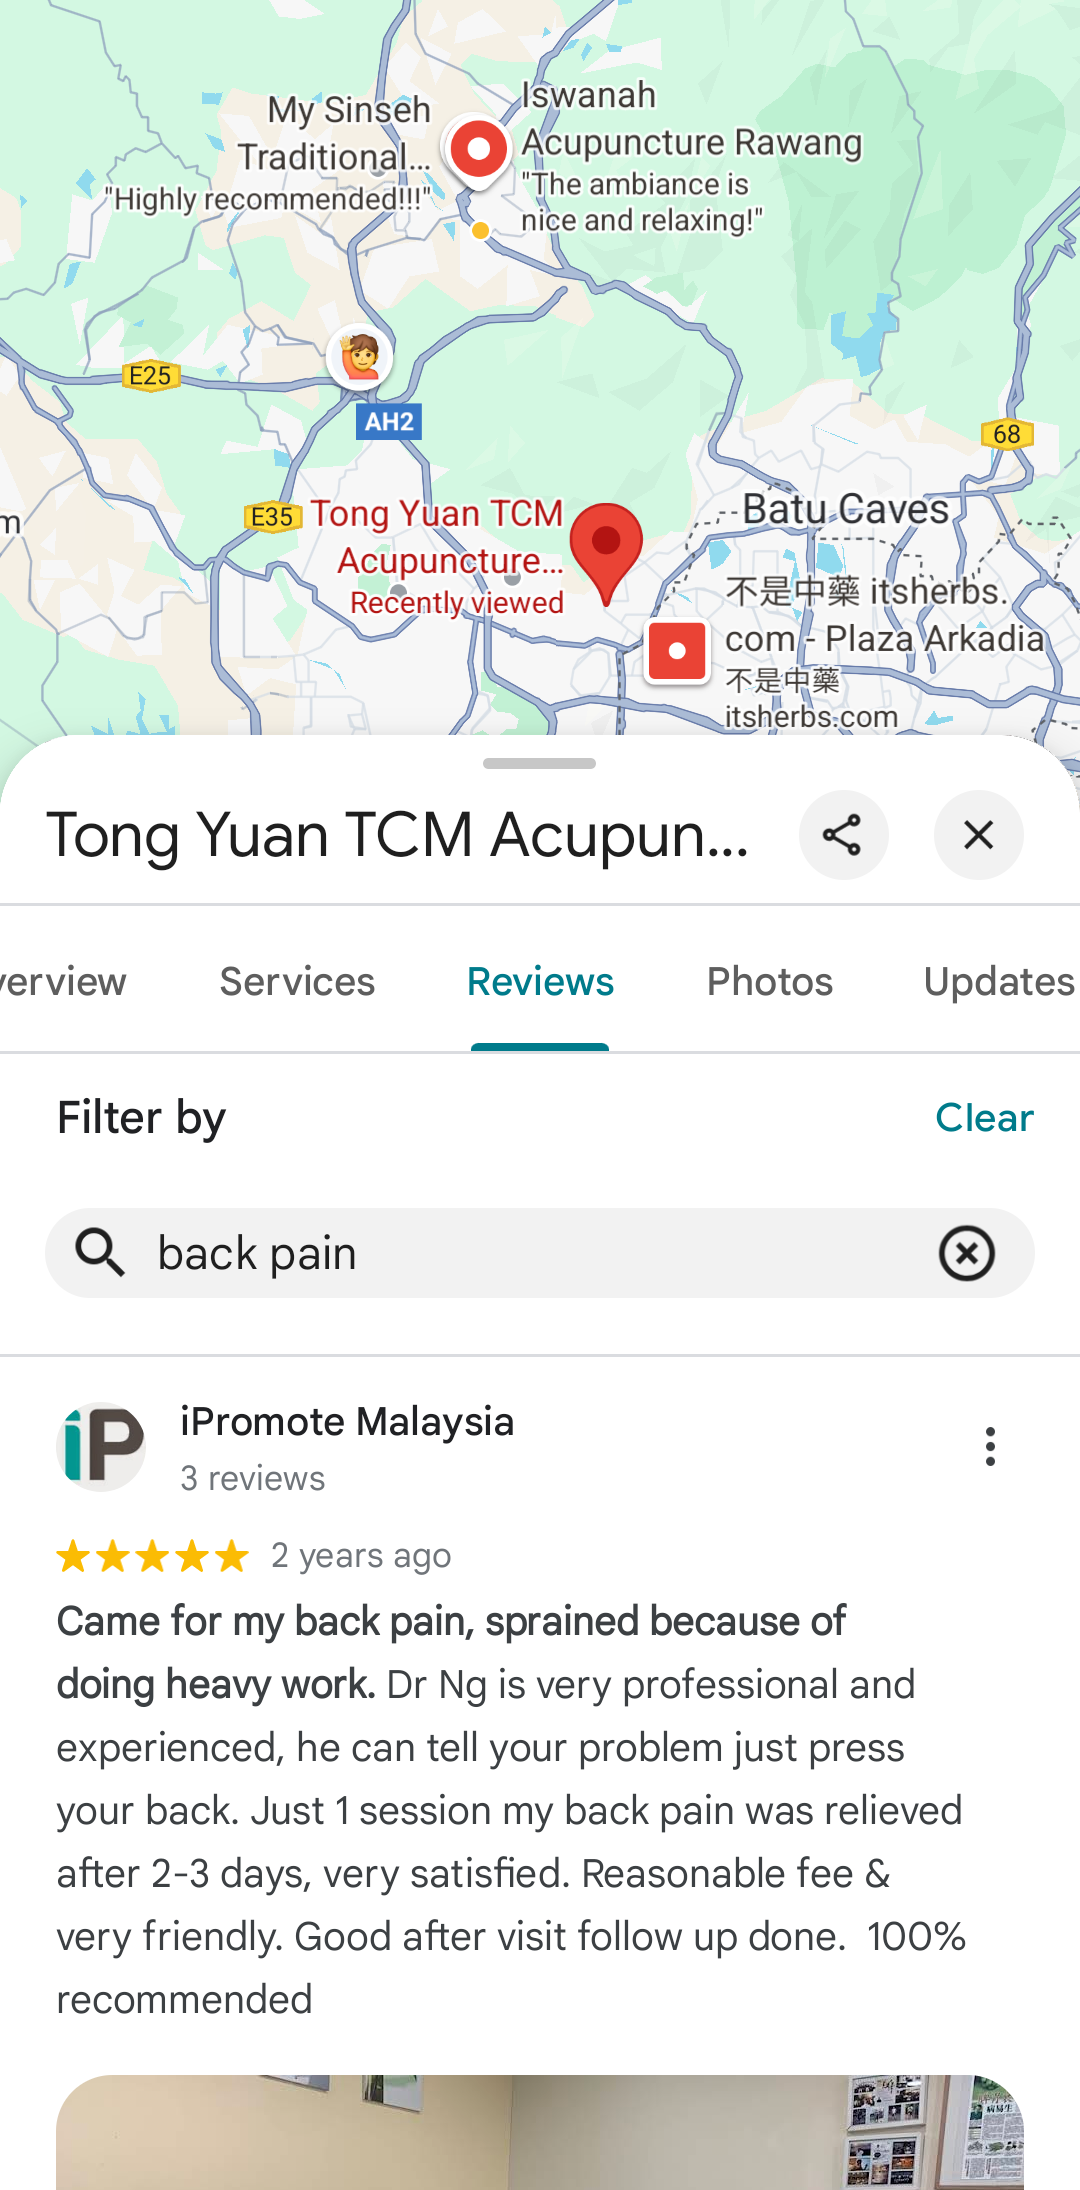 My Sinseh
Traditional...
"Highly recommended!!!"
Iswanah
Acupuncture Rawang
"The ambiance is
nice and relaxing!"
E25
AH2
68
m
E35
Tong Yuan TCM
Acupuncture...
Recently viewed
Batu Caves
不是中藥 itsherbs.
com - Plaza Arkadia
不是中藥
itsherbs.com
Tong Yuan TCM Acupun...
verview
Services
Reviews
Photos
Updates
Filter by
Clear
back pain
iP
iPromote Malaysia
3 reviews
2 years ago
Came for my back pain, sprained because of
doing heavy work. Dr Ng is very professional and
experienced, he can tell your problem just press
your back. Just 1 session my back pain was relieved
after 2-3 days, very satisfied. Reasonable fee &
very friendly. Good after visit follow up done.  100%
recommended